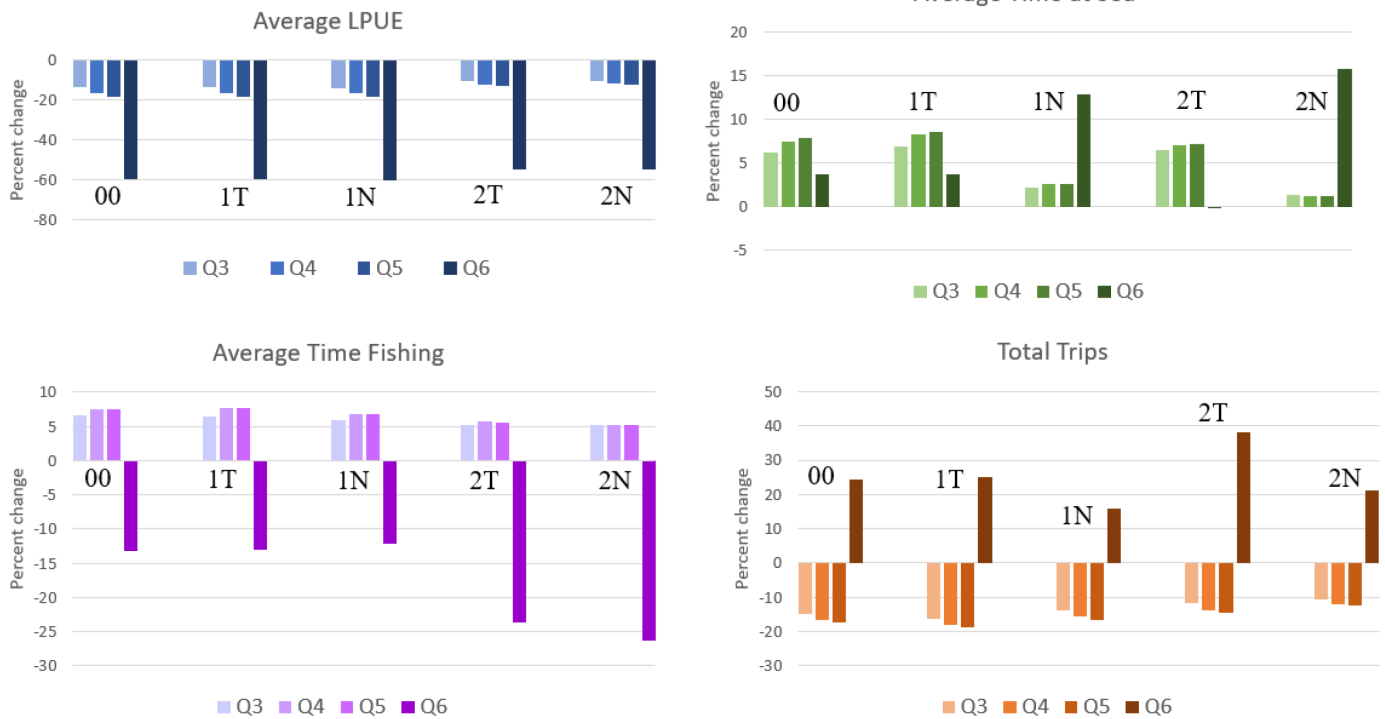 Average LPUE
0
-20
-40
-60
-80
Percent change
00 1T 1N 2T 2N
Q3 Q4 Q5 Q6
20
15
10
5
0
-5
Percent change
00 1T 1N 2T 2N
Q3 Q4 Q5 Q6
Average Time Fishing
10
5
0
-5
-10
-15
-20
-25
-30
Percent change
00 1T 1N 2T 2N
Q3 Q4 Q5 Q6
Total Trips
50
40
30
20
10
0
-10
-20
-30
Percent change
00 1T 1N 2T 2N
Q3 Q4 Q5 Q6